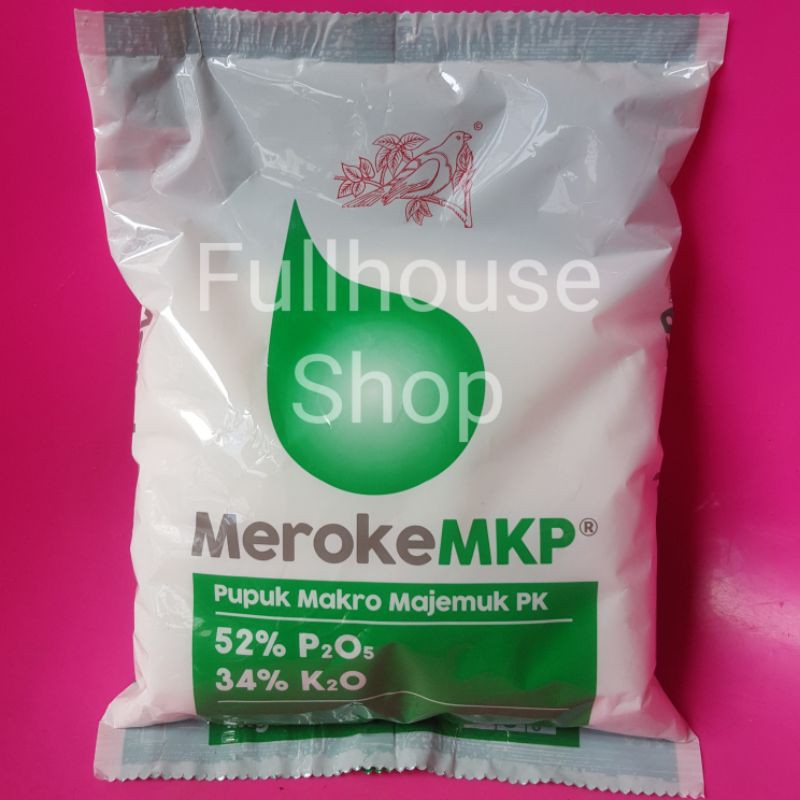 ©
Fullhouse
Shop
MerokeMKP®
Pupuk Makro Majemuk PK
52% P₂O₅
34% K₂O